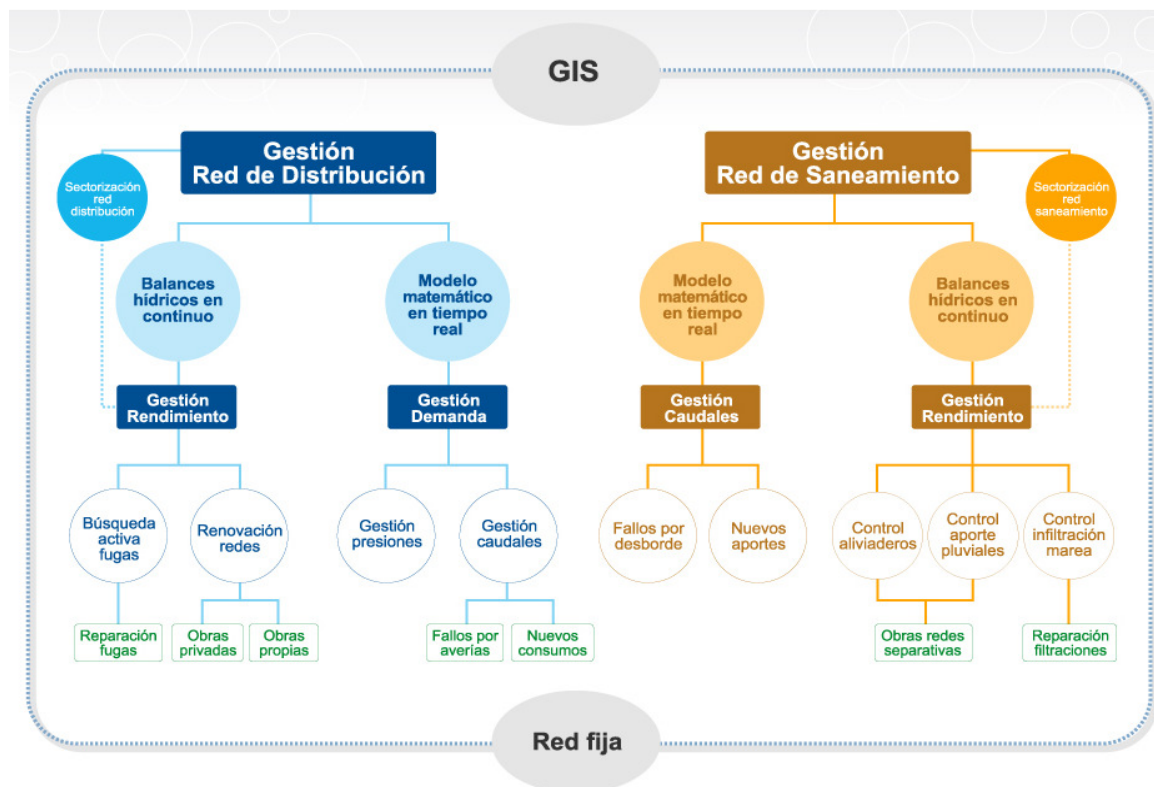 GIS
Gestión
Red de Distribución
Gestión
Red de Saneamiento
Sectorización
red
distribución
Sectorización
red
saneamiento
Balances
hídricos en
continuo
Modelo
matemático
en tiempo
real
Modelo
matemático
en tiempo
real
Balances
hídricos en
continuo
Gestión
Rendimiento
Gestión
Demanda
Gestión
Caudales
Gestión
Rendimiento
Búsqueda
activa
fugas
Renovación
redes
Gestión
presiones
Gestión
caudales
Fallos por
desborde
Nuevos
aportes
Control
aliviaderos
Control
aporte
pluviales
Control
infiltración
marea
Reparación
fugas
Obras
privadas
Obras
propias
Fallos por
averías
Nuevos
consumos
Obras redes
separativas
Reparación
filtraciones
Red fija